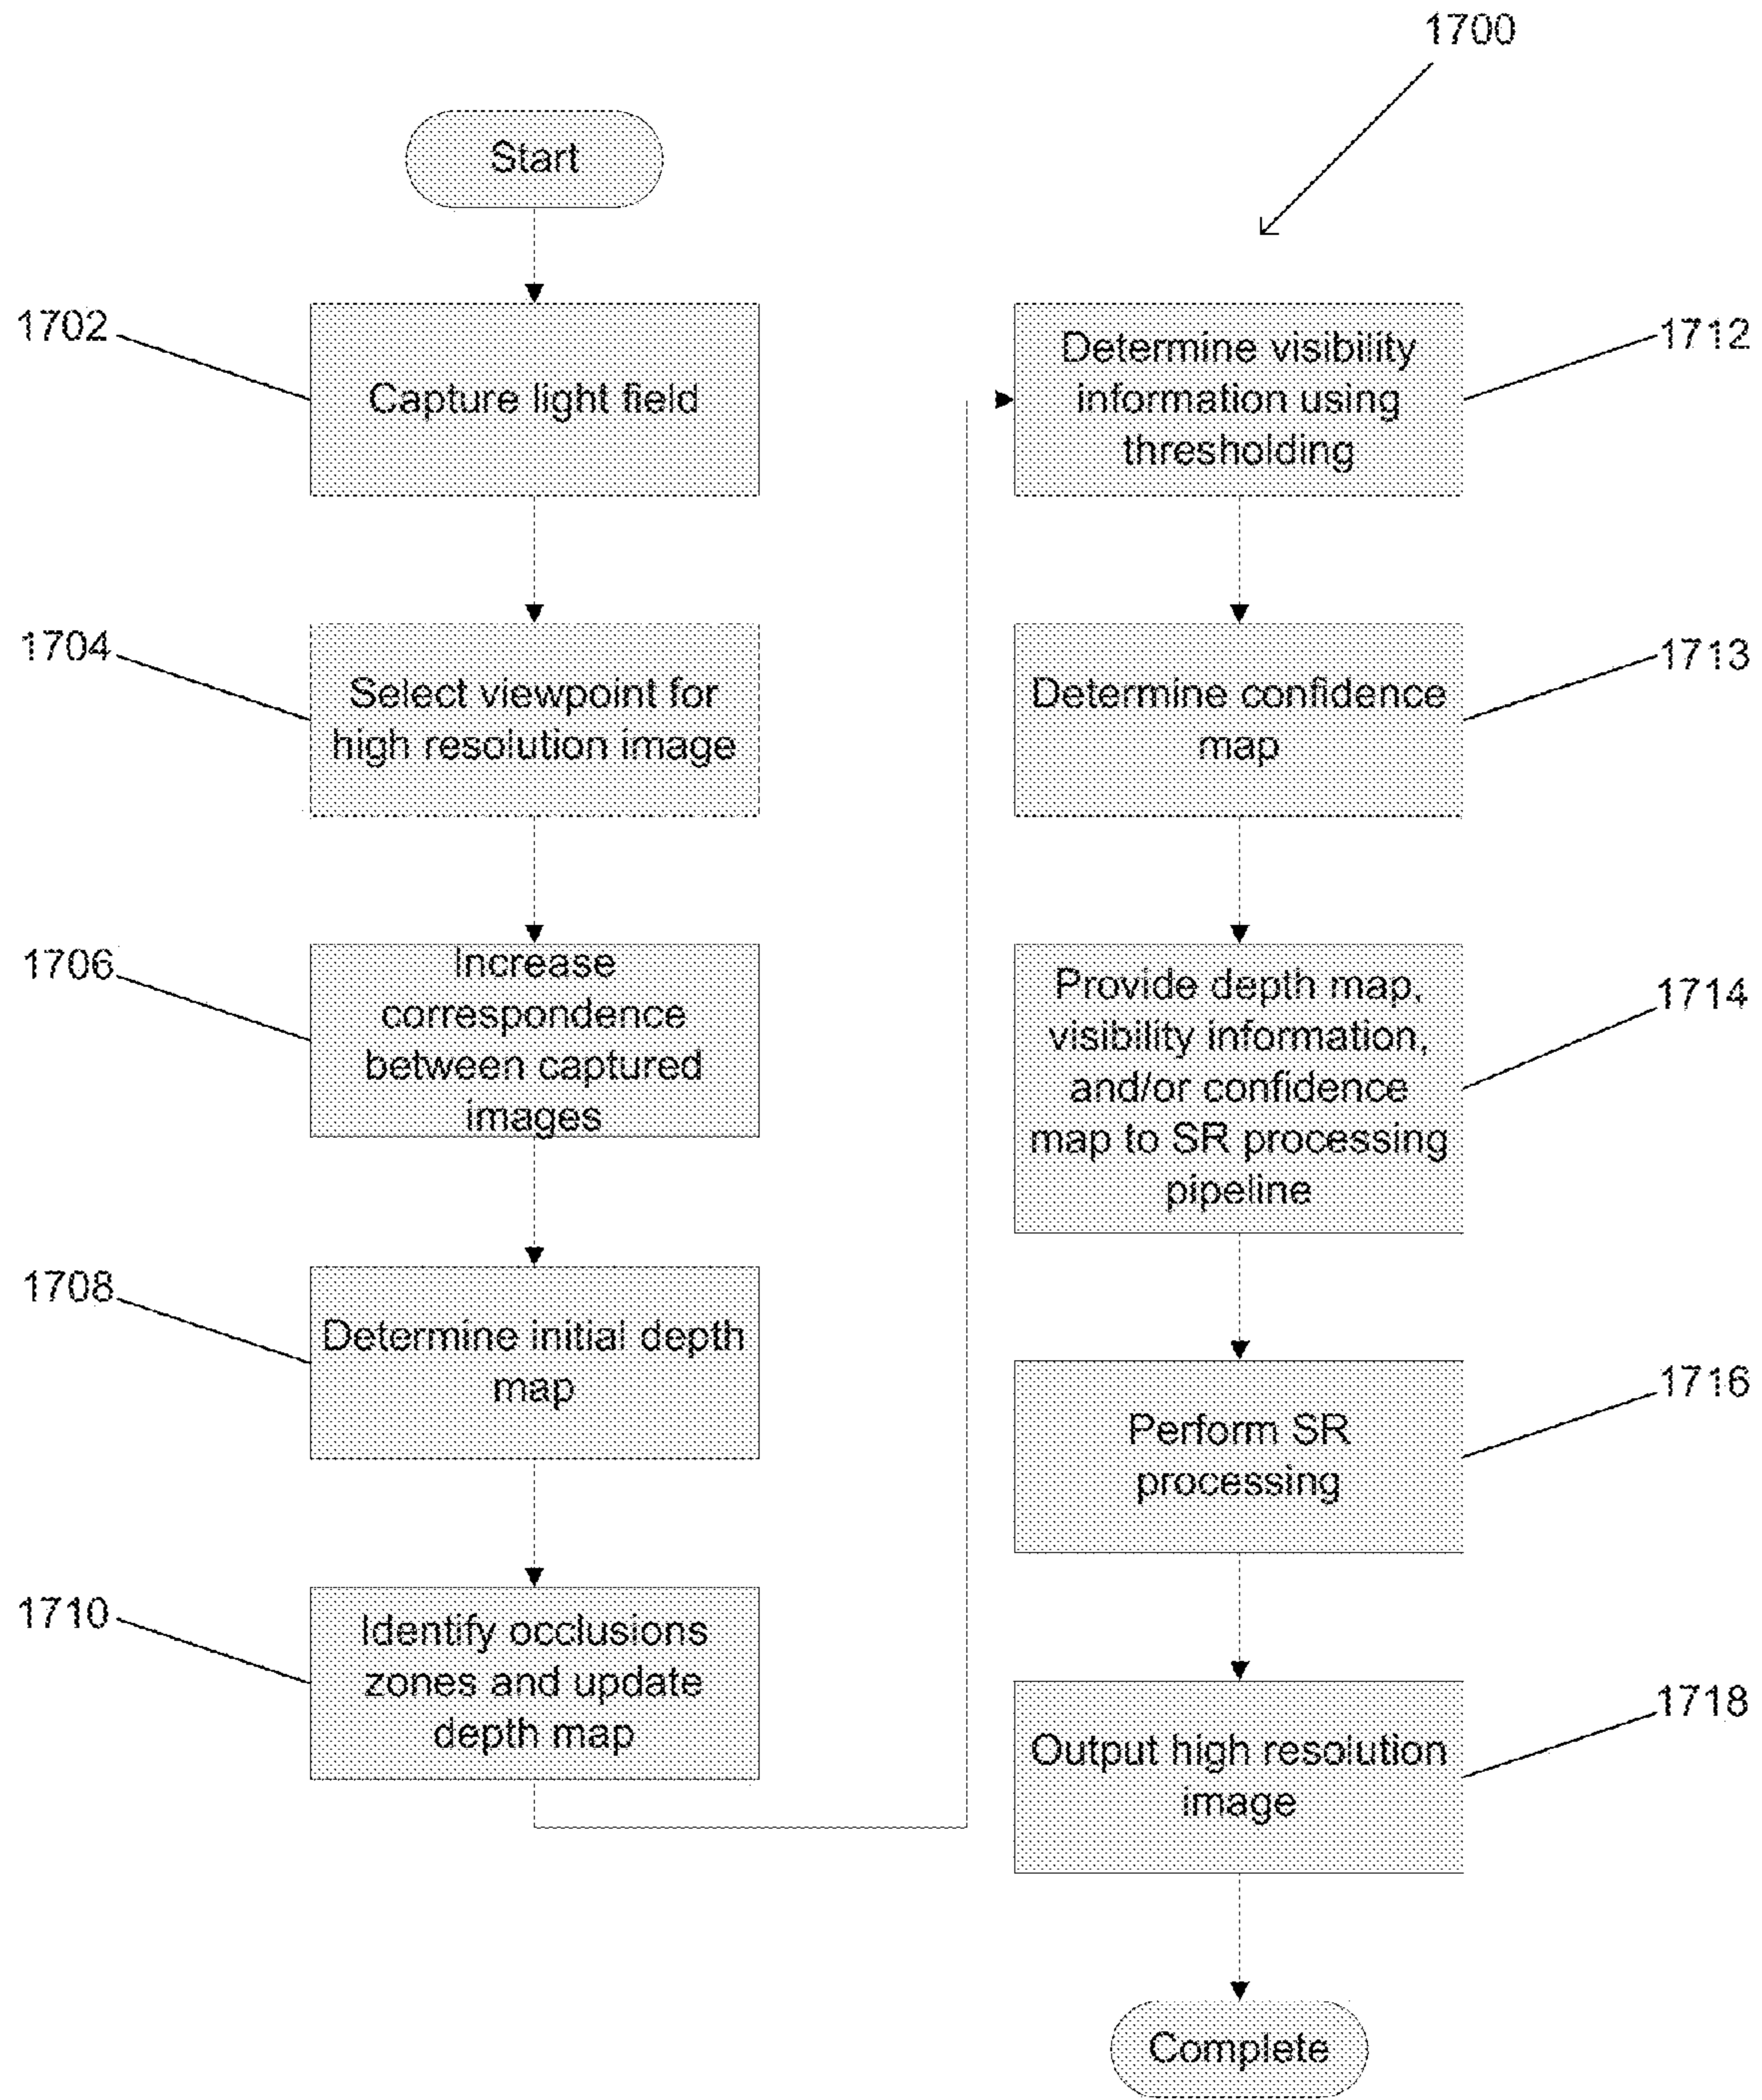 1700
Start
1702
Capture light field
1704
Select viewpoint for
high resolution image
1706
Increase
correspondence
between captured
images
1708
Determine initial depth
map
1710
Identify occlusions
zones and update
depth map
1712
Determine visibility
information using
thresholding
1713
Determine confidence
map
1714
Provide depth map,
visibility information,
and/or confidence
map to SR processing
pipeline
1716
Perform SR
processing
1718
Output high resolution
image
Complete